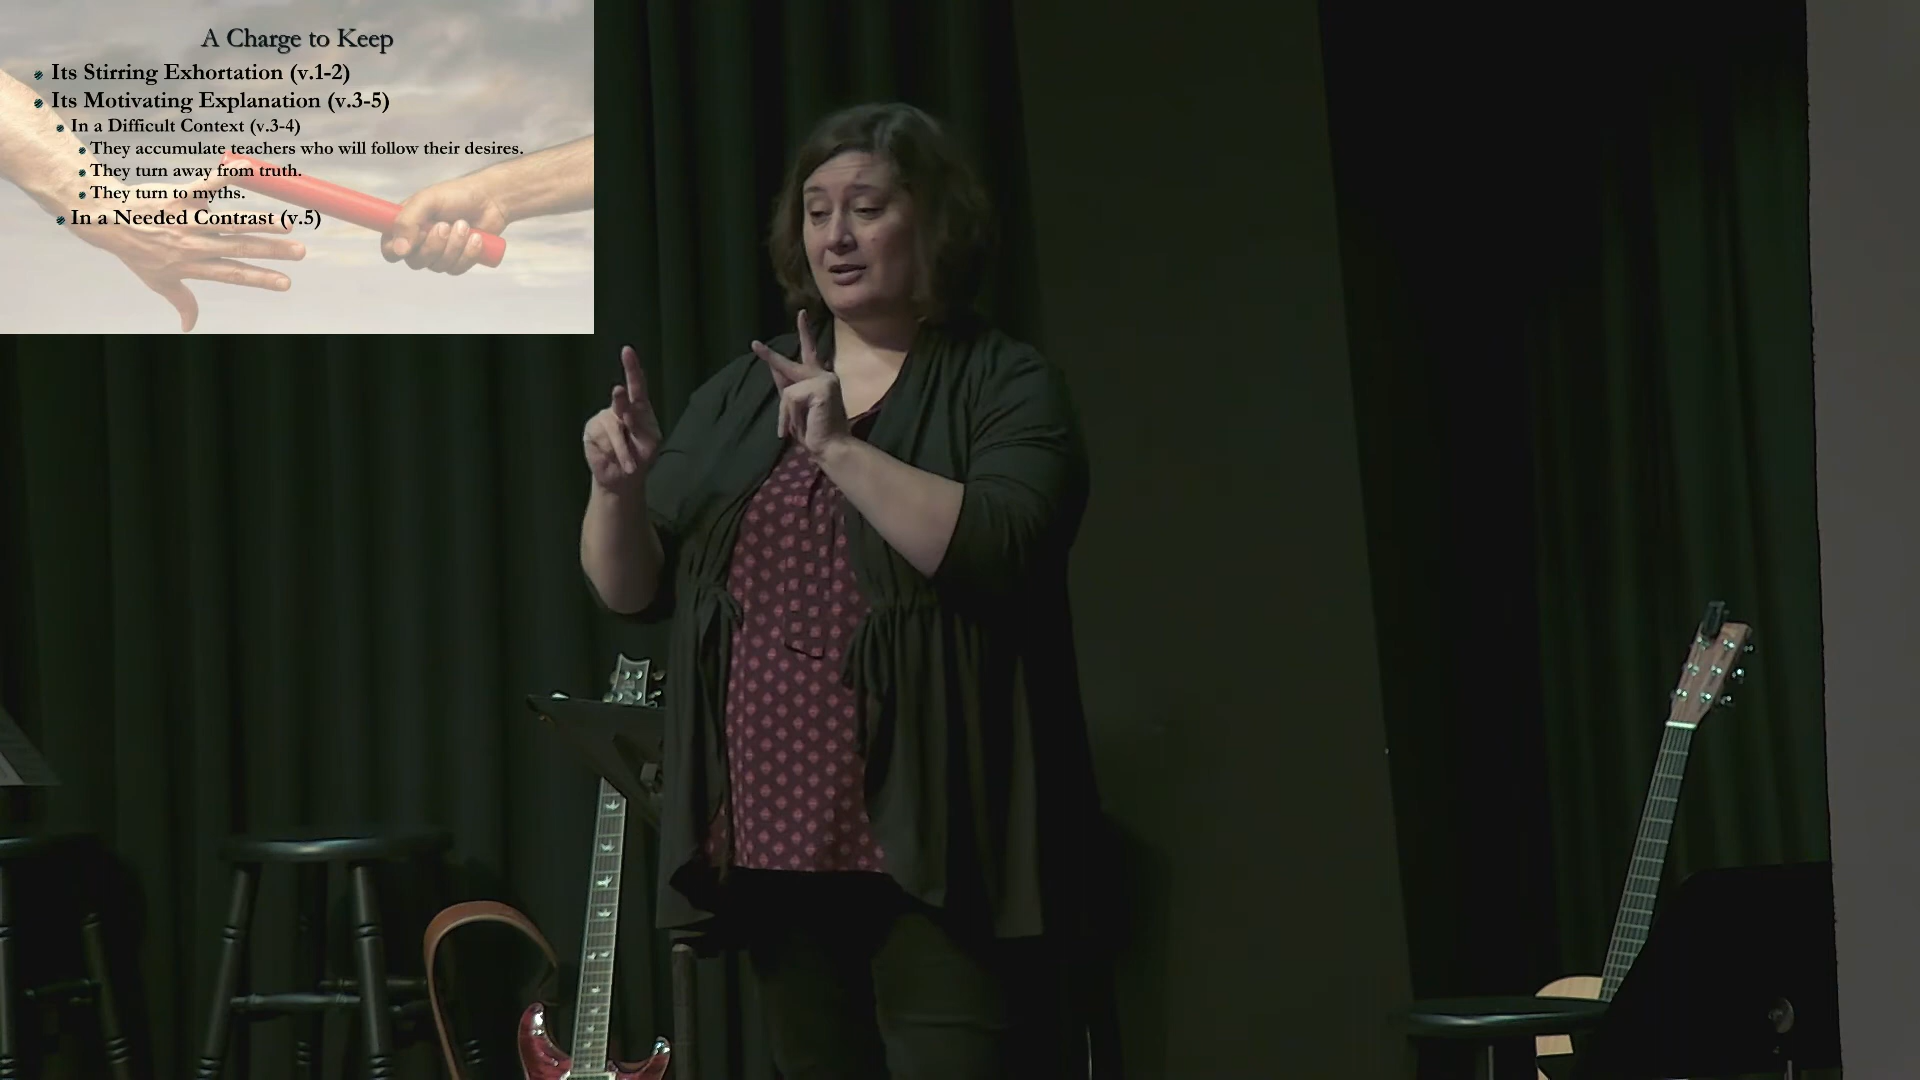 A Charge to Keep
Its Stirring Exhortation (v.1-2)
Its Motivating Explanation (v.3-5)
In a Difficult Context (v.3-4)
They accumulate teachers who will follow their desires.
They turn away from truth.
They turn to myths.
In a Needed Contrast (v.5)